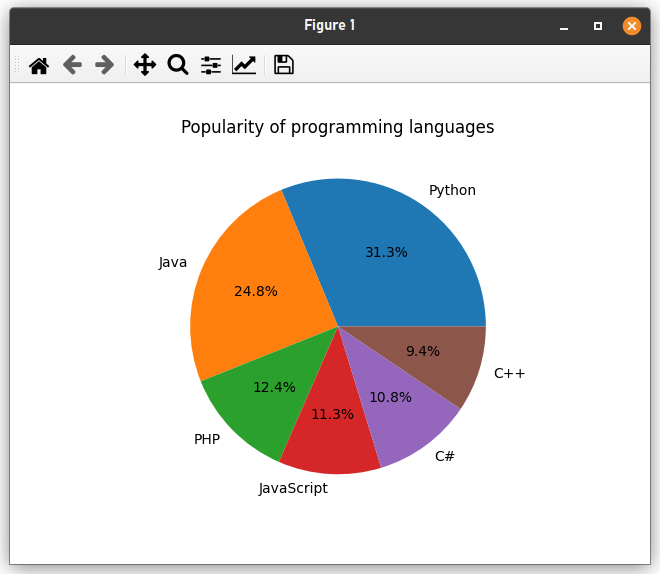 Figure 1
Popularity of programming languages
Python
31.3%
Java
24.8%
9.4%
C++
12.4%
10.8%
11.3%
PHP
C#
JavaScript